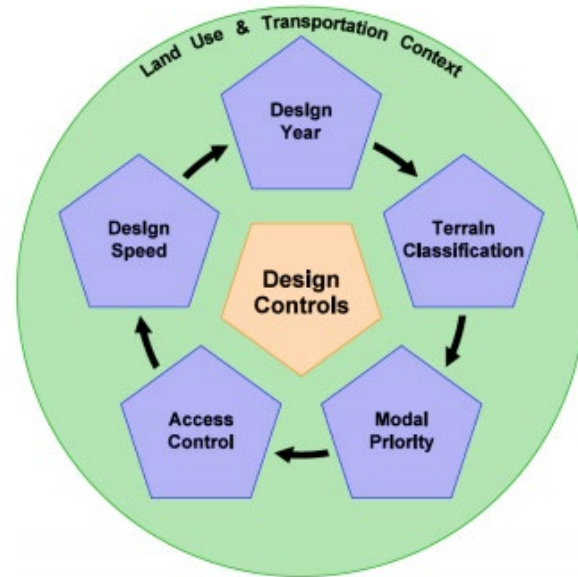 Land Use & Transportation Context
Design
Year
Design
Speed
Terrain
Classification
Design
Controls
Access
Control
Modal
Priority